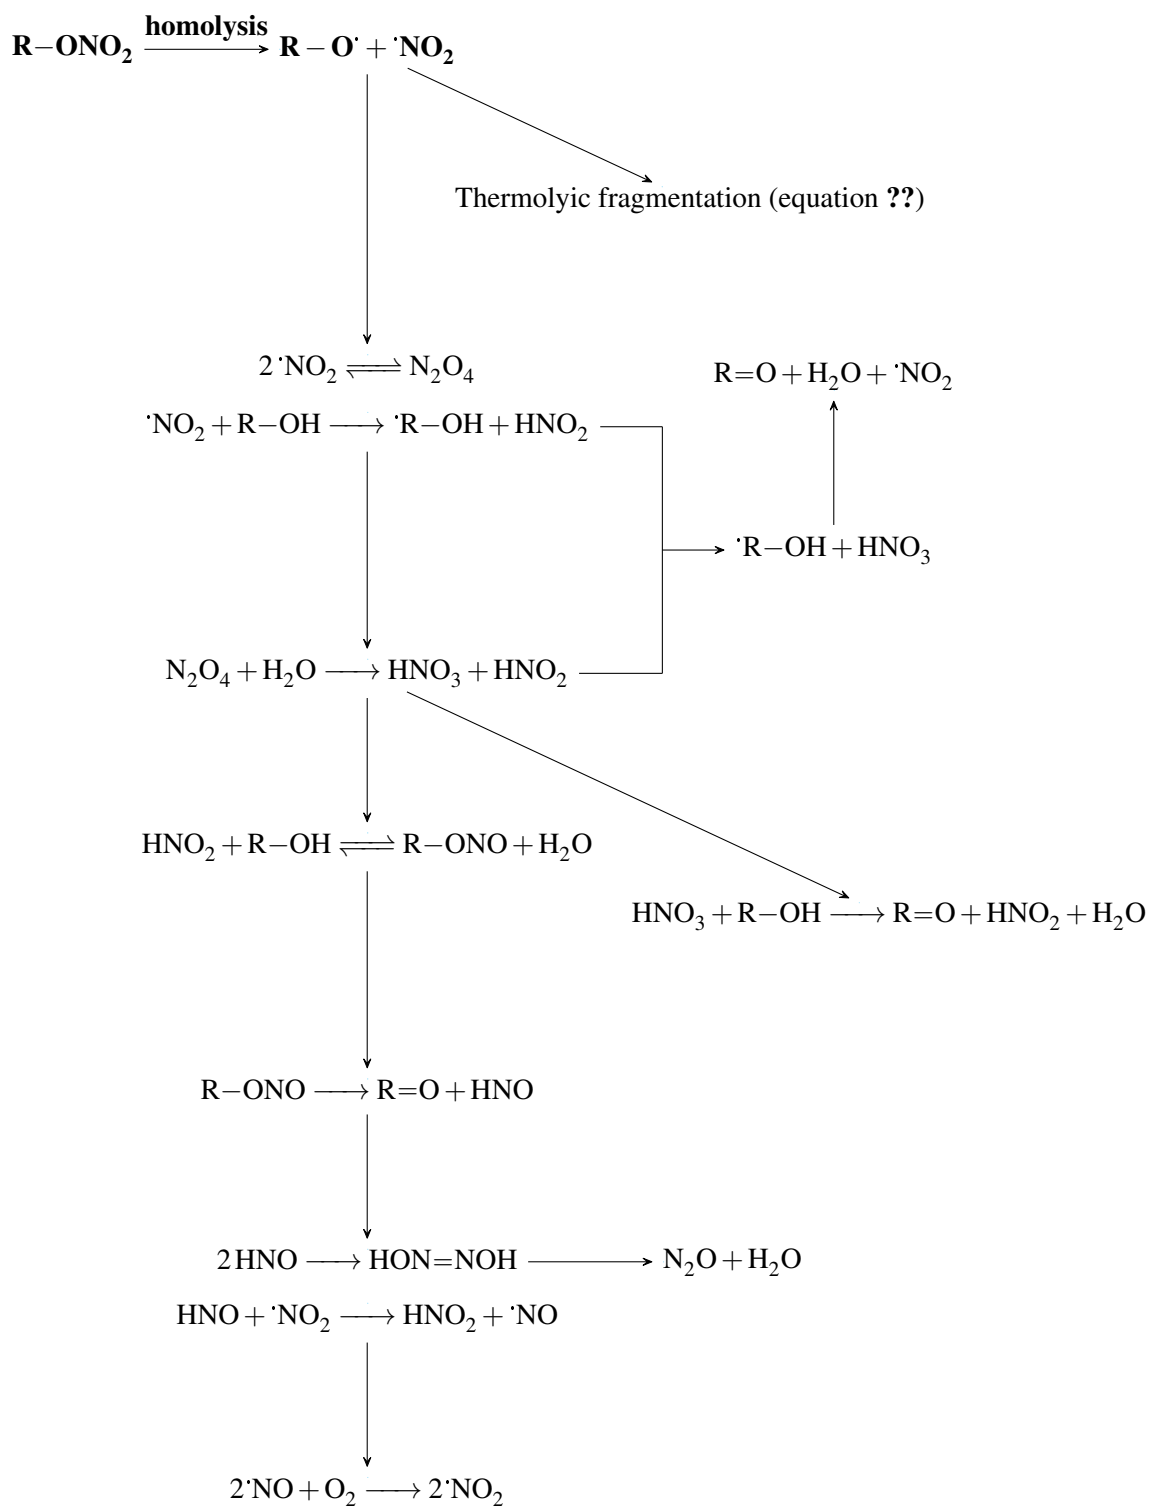 homolysis
R−ONO₂ ⟶ R − O˙ + ˙NO₂
Thermolyic fragmentation (equation ??)
2 ˙NO₂ ⇌ N₂O₄
R=O + H₂O + ˙NO₂
˙NO₂ + R−OH ⟶ ˙R−OH + HNO₂
˙R−OH + HNO₃
N₂O₄ + H₂O ⟶ HNO₃ + HNO₂
HNO₂ + R−OH ⇌ R−ONO + H₂O
HNO₃ + R−OH ⟶ R=O + HNO₂ + H₂O
R−ONO ⟶ R=O + HNO
2 HNO ⟶ HON=NOH ⟶ N₂O + H₂O
HNO + ˙NO₂ ⟶ HNO₂ + ˙NO
2˙NO + O₂ ⟶ 2˙NO₂